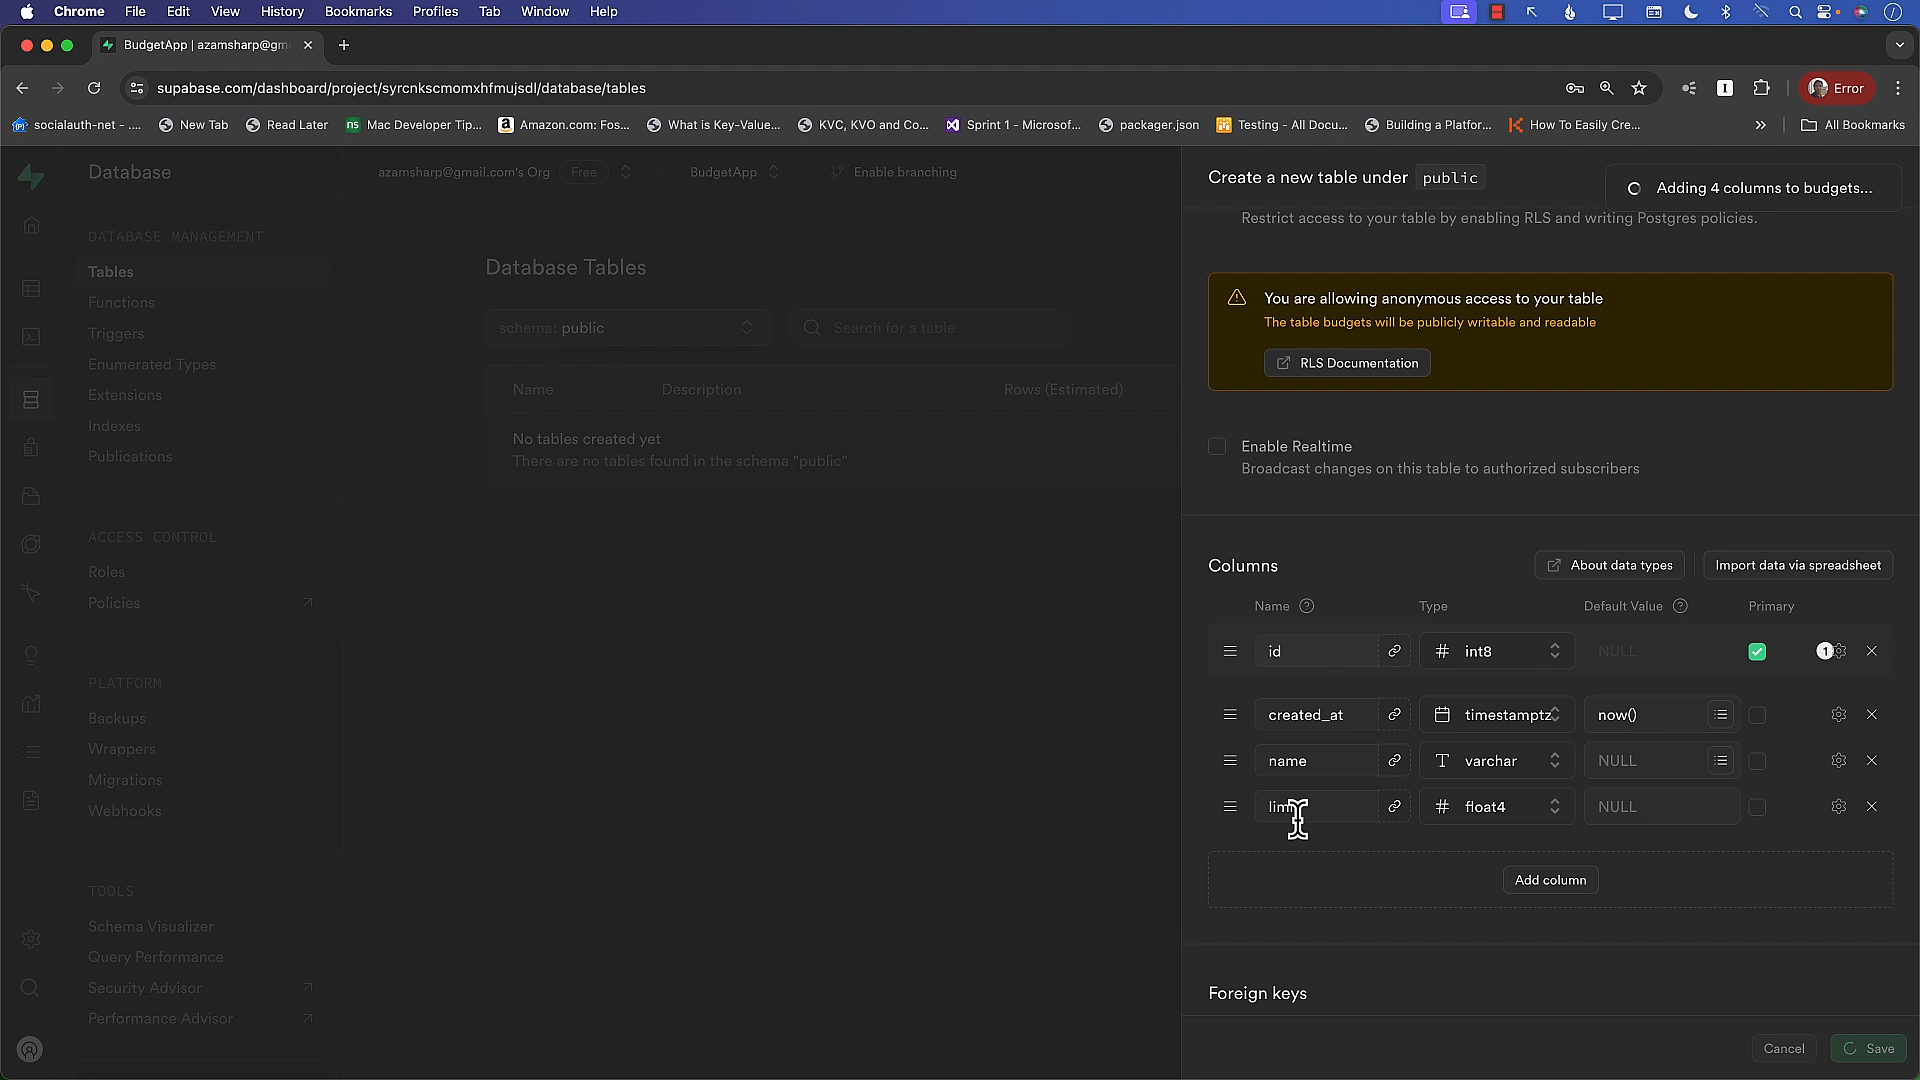 Chrome File Edit View History Bookmarks Profiles Tab Window Help
BudgetApp | azamsharp@gm
supabase.com/dashboard/project/syrcnkscmomxhfmujsdl/database/tables
Error
socialauth-net - .... New Tab Read Later Mac Developer Tip... Amazon.com: Fos... What is Key-Value... KVC, KVO and Co... Sprint 1 - Microsof... packager.json Testing - All Docu... Building a Platfor... How To Easily Cre... » All Bookmarks
Database
azamsharp@gmail.com's Org Free / BudgetApp / Enable branching
Create a new table under public
Adding 4 columns to budgets...
Restrict access to your table by enabling RLS and writing Postgres policies.
DATABASE MANAGEMENT
Tables
Functions
Triggers
Enumerated Types
Extensions
Indexes
Publications
ACCESS CONTROL
Roles
Policies
PLATFORM
Backups
Wrappers
Migrations
Webhooks
TOOLS
Schema Visualizer
Query Performance
Security Advisor
Performance Advisor
Database Tables
schema: public
Search for a table
Name Description Rows (Estimated)
No tables created yet
There are no tables found in the schema "public"
You are allowing anonymous access to your table
The table budgets will be publicly writable and readable
RLS Documentation
Enable Realtime
Broadcast changes on this table to authorized subscribers
Columns
About data types
Import data via spreadsheet
Name Type Default Value Primary
id int8 NULL 1
created_at timestamptz now()
name varchar NULL
float4 NULL
Add column
Foreign keys
Cancel Save